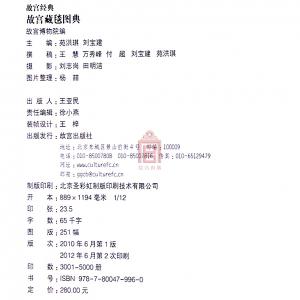 故宫经典
故宫藏毯图典
故宫博物院编
主 编：苑洪琪 刘宝建
撰 稿：王 慧 万秀峰 付 超 刘宝建 苑洪琪
摄 影：刘志岗 田明洁
图片整理：杨 赫
出 版 人：王亚民
责任编辑：徐小燕
装帧设计：王 梓
出版发行：故宫出版社
地址：北京东城区景山前街4号 邮编：100009
电话：010-85007808 010-85007816 传真：010-65129479
网址：www.culturefc.cn
邮箱：ggcb@culturefc.cn
制版印刷：北京圣彩虹制版印刷技术有限公司
开 本：889×1194毫米 1/12
印 张：23.5
字 数：65千字
图 版：251幅
版 次：2010年6月第1版
2012年6月第2次印刷
印 数：3001~5000册
书 号：ISBN 978-7-80047-996-0
定 价：280.00元